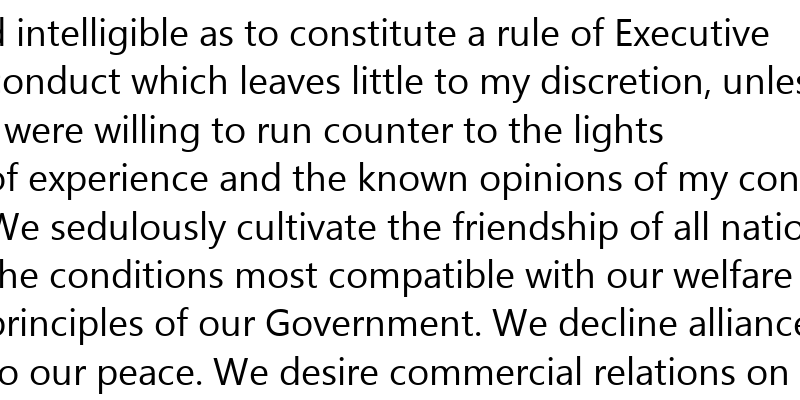 intelligible as to constitute a rule of Executive
onduct which leaves little to my discretion, unles
were willing to run counter to the lights
of experience and the known opinions of my con
We sedulously cultivate the friendship of all natio
he conditions most compatible with our welfare
principles of our Government. We decline alliance
o our peace. We desire commercial relations on